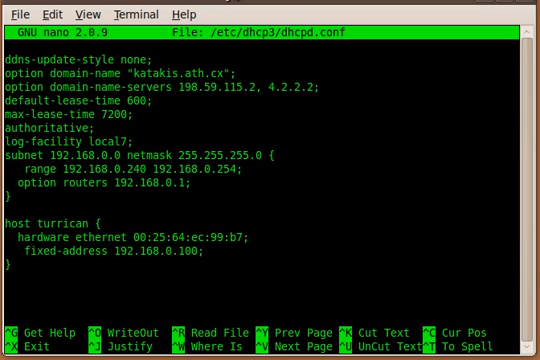 File Edit View Terminal Help
GNU nano 2.0.9 File: /etc/dhcp3/dhcpd.conf
ddns-update-style none;
option domain-name "katakis.ath.cx";
option domain-name-servers 198.59.115.2, 4.2.2.2;
default-lease-time 600;
max-lease-time 7200;
authoritative;
log-facility local7;
subnet 192.168.0.0 netmask 255.255.255.0 {
range 192.168.0.240 192.168.0.254;
option routers 192.168.0.1;
}
host turrican {
hardware ethernet 00:25:64:ec:99:b7;
fixed-address 192.168.0.100;
}
^G Get Help ^O WriteOut ^R Read File ^Y Prev Page ^K Cut Text ^C Cur Pos
^X Exit ^J Justify ^W Where Is ^V Next Page ^U UnCut Text ^T To Spell